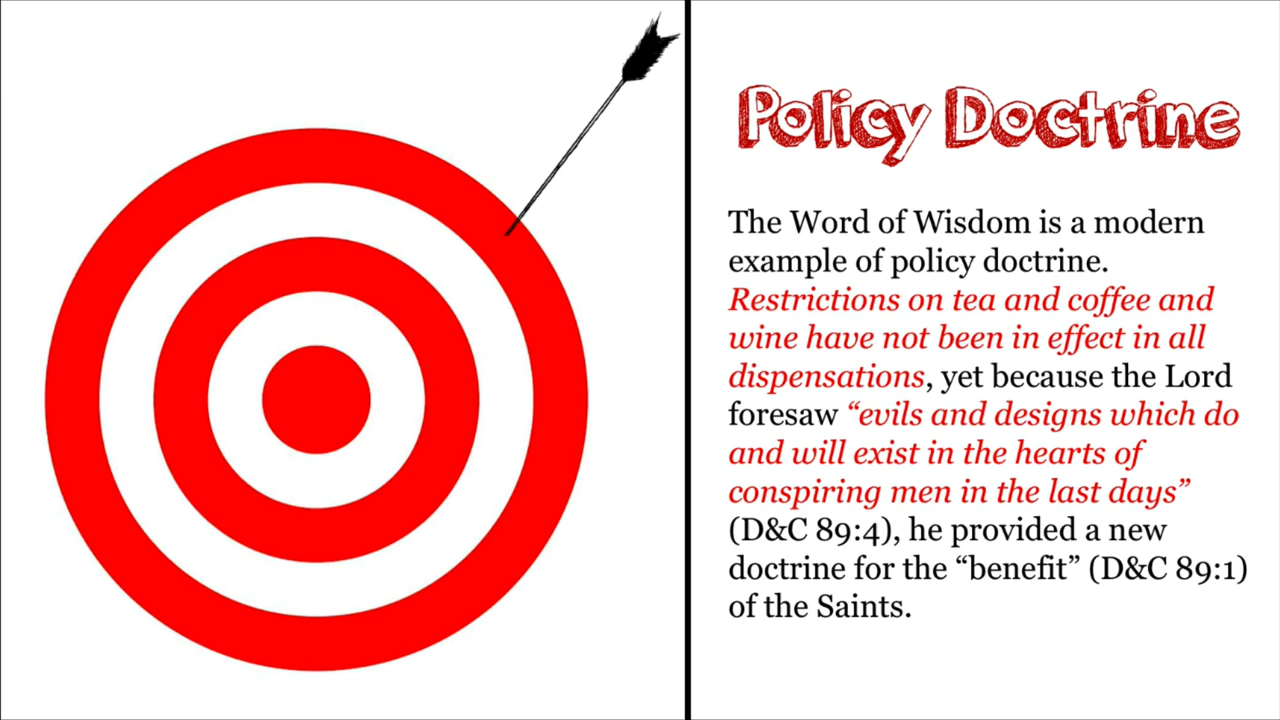 Policy Doctrine
The Word of Wisdom is a modern
example of policy doctrine.
Restrictions on tea and coffee and
wine have not been in effect in all
dispensations, yet because the Lord
foresaw “evils and designs which do
and will exist in the hearts of
conspiring men in the last days”
(D&C 89:4), he provided a new
doctrine for the “benefit” (D&C 89:1)
of the Saints.